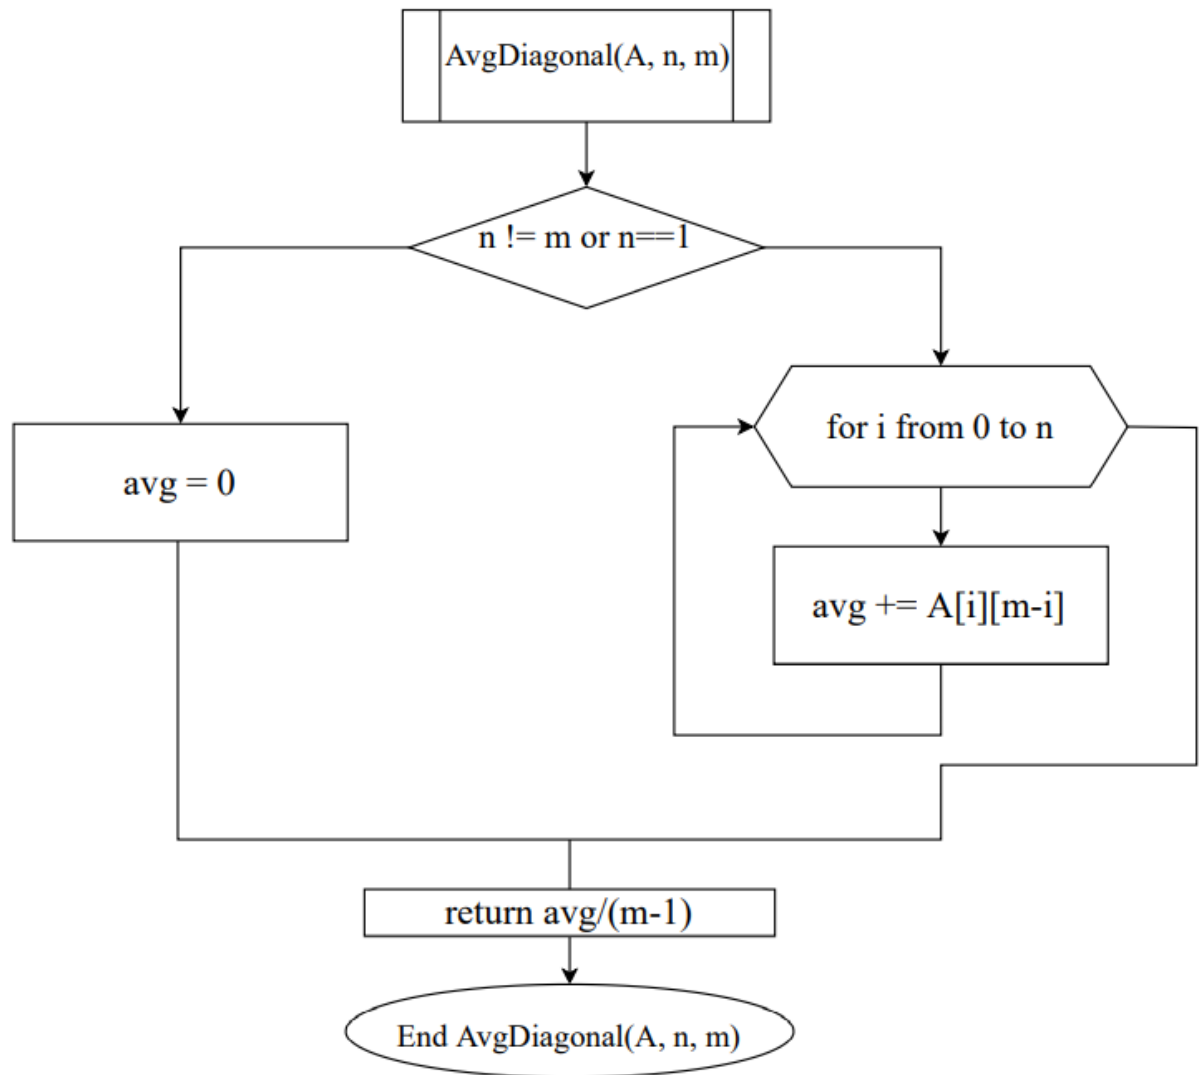 AvgDiagonal(A, n, m)
n != m or n==1
for i from 0 to n
avg = 0
avg += A[i][m-i]
return avg/(m-1)
End AvgDiagonal(A, n, m)